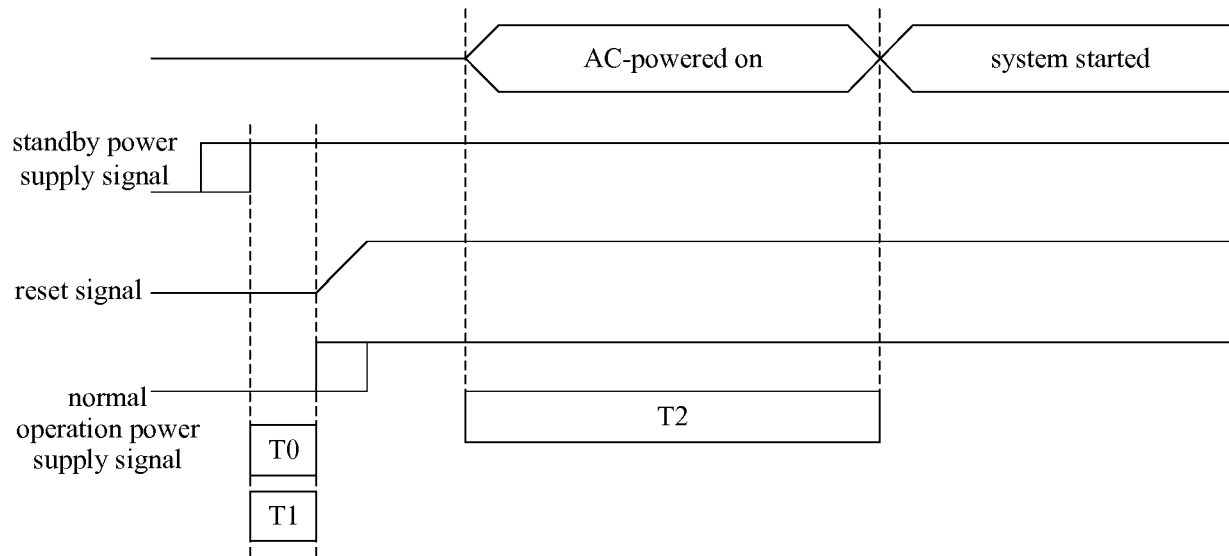 AC-powered on
system started
standby power
supply signal
reset signal
normal
operation power
supply signal
T2
T0
T1